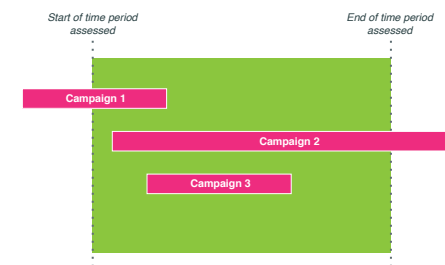 Start of time period
assessed
End of time period
assessed
Campaign 1
Campaign 2
Campaign 3